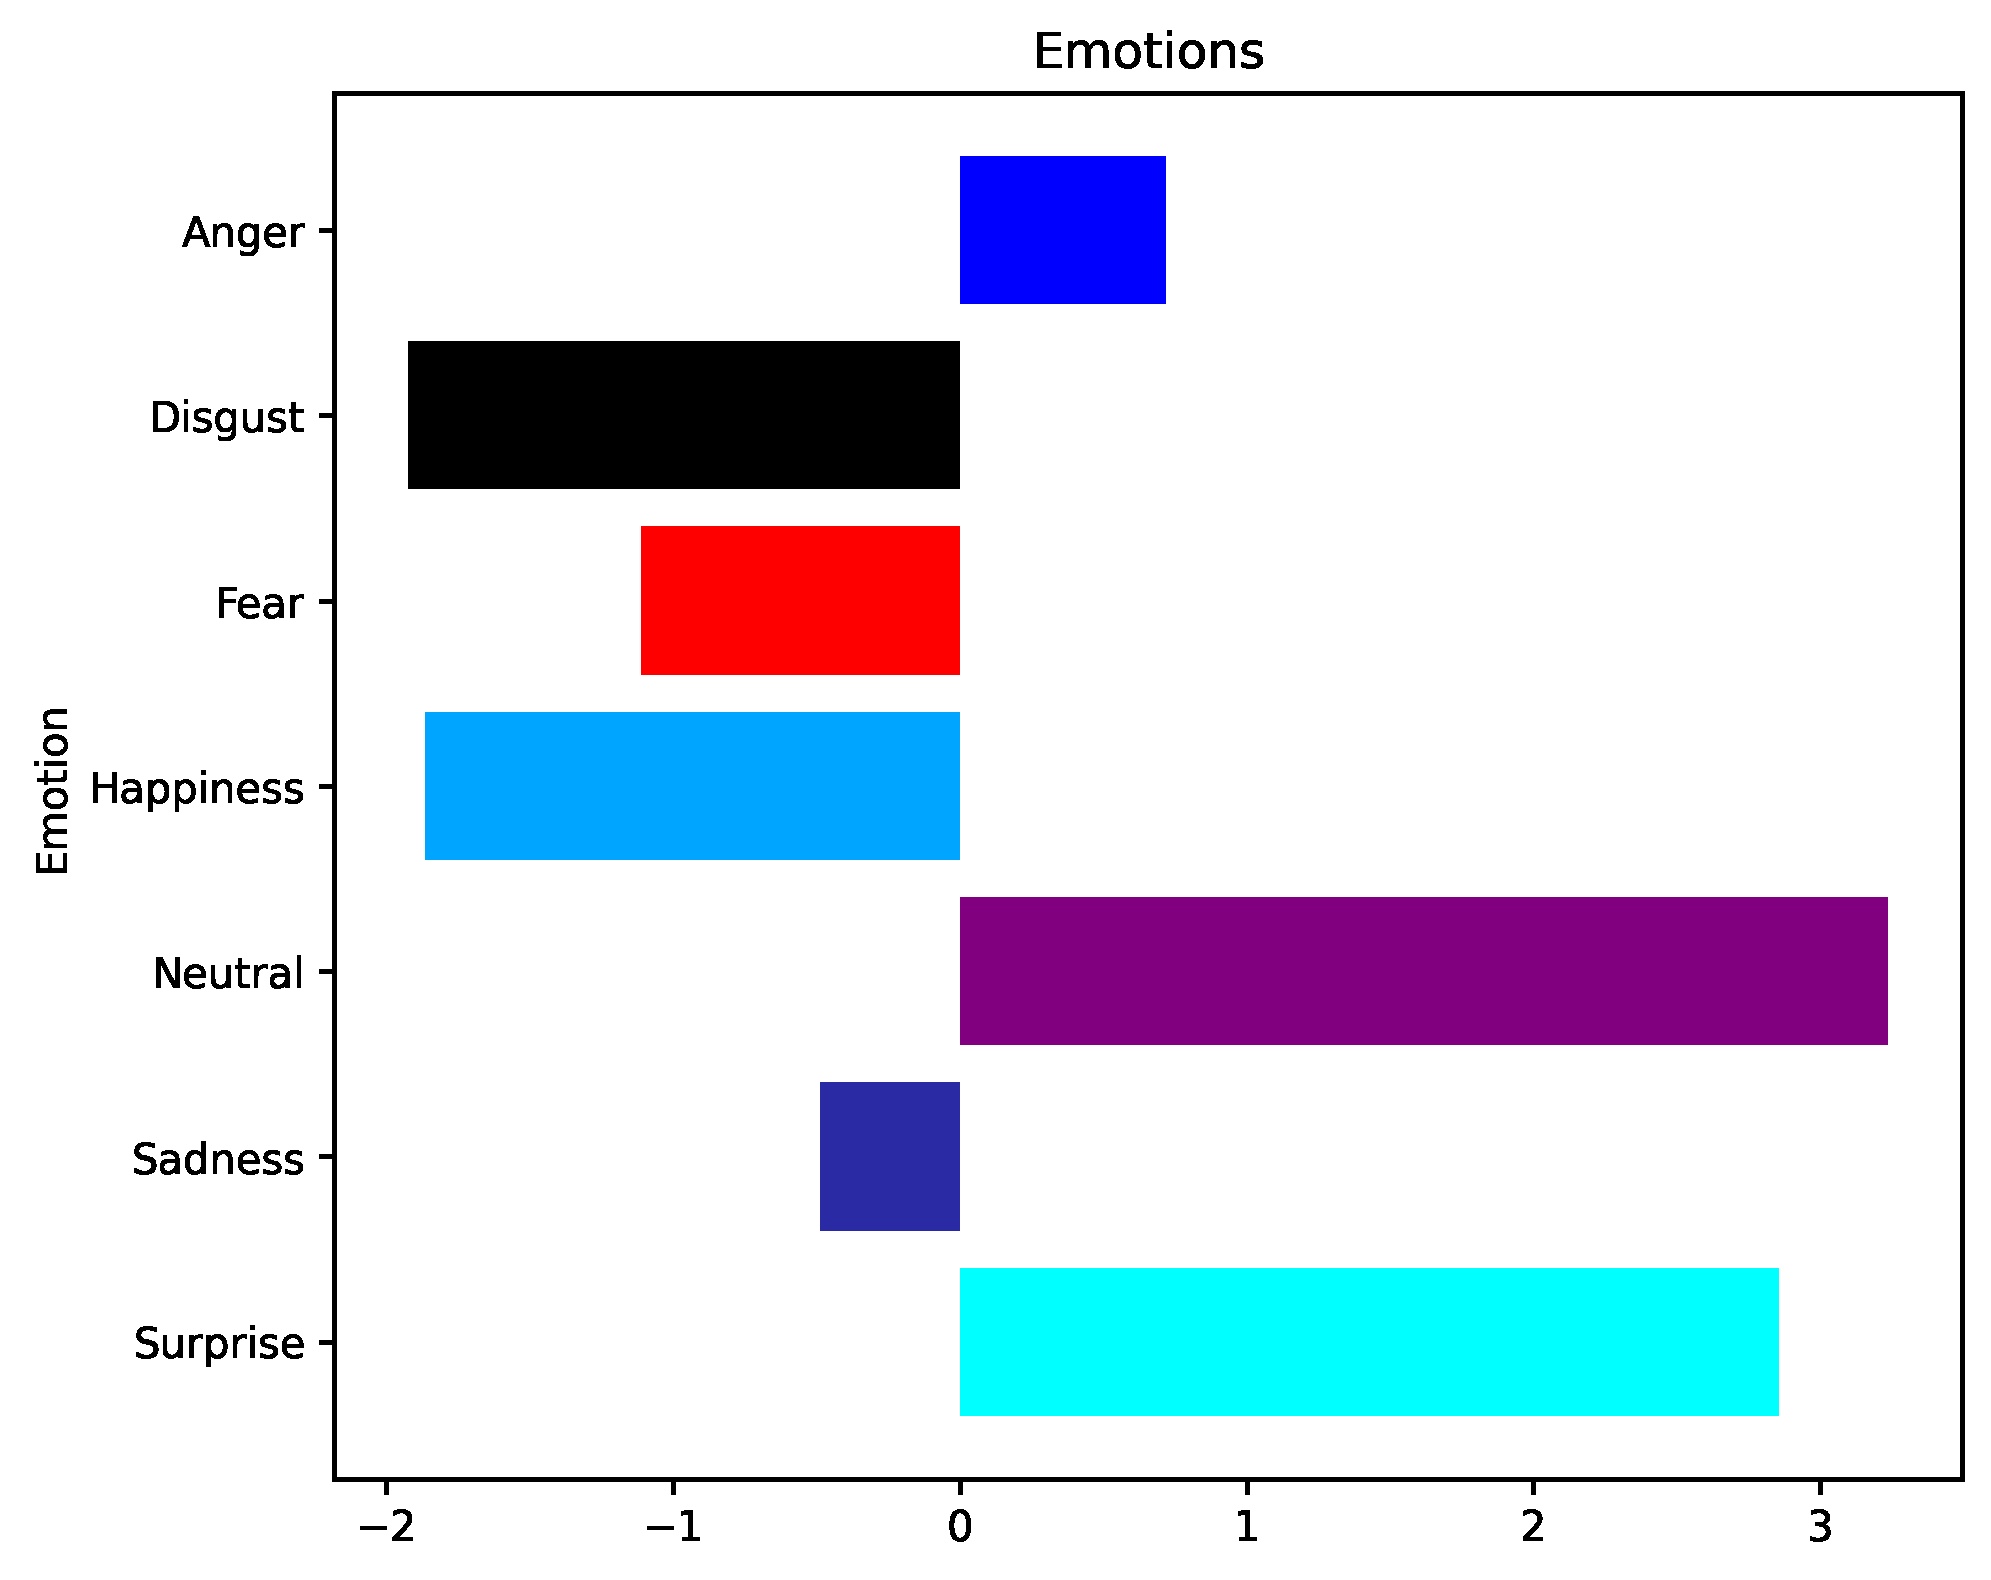 Emotions
Anger
Disgust
Fear
Happiness
Neutral
Sadness
Surprise
Emotion
−2 −1 0 1 2 3